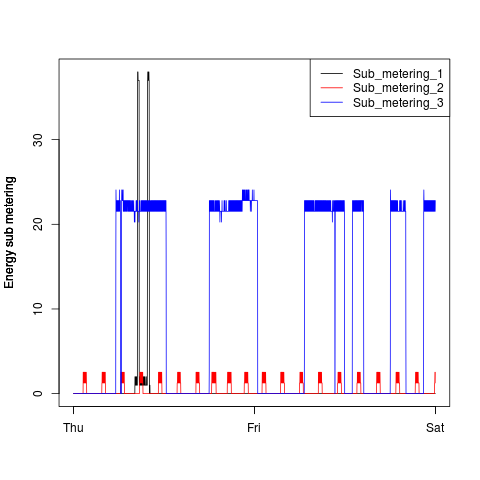 Sub_metering_1
Sub_metering_2
Sub_metering_3
Energy sub metering
30
20
10
0
Thu Fri Sat